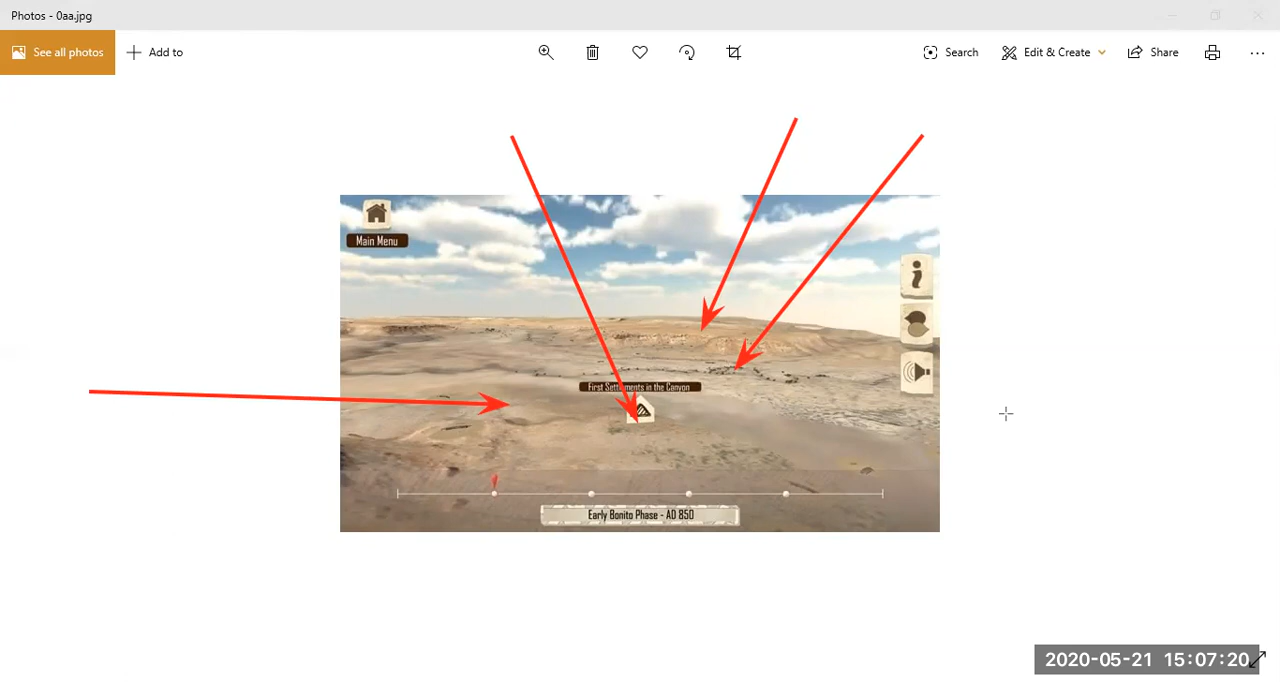 Photos - 0aa.jpg
See all photos
Add to
Search
Edit & Create
Share
Main Menu
First Settlements in the Canyon
Early Bonito Phase - AD 850
2020-05-21 15:07:20